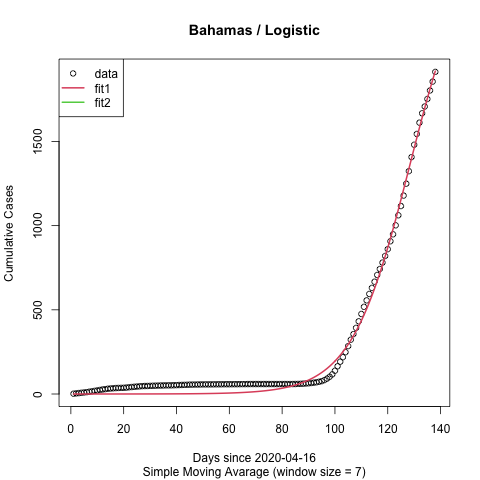 Bahamas / Logistic
data
fit1
fit2
Cumulative Cases
0
500
1000
1500
0 20 40 60 80 100 120 140
Days since 2020-04-16
Simple Moving Avarage (window size = 7)